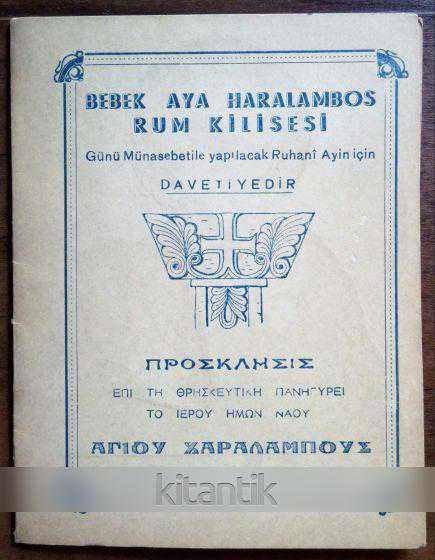 BEBEK AYA HARALAMBOS
RUM KİLİSESİ
Günü Münasebetile yapılacak Ruhanî Ayin için
DAVETİYEDİR
ΠΡΟΣΚΛΗΣΙΣ
ΕΠΙ ΤΗ ΘΡΗΣΚΕΥΤΙΚΗ ΠΑΝΗΓΥΡΕΙ
ΤΟ ΙΕΡΟΥ ΗΜΩΝ ΝΑΟΥ
ΑΓΙΟΥ ΧΑΡΑΛΑΜΠΟΥΣ
kitantik